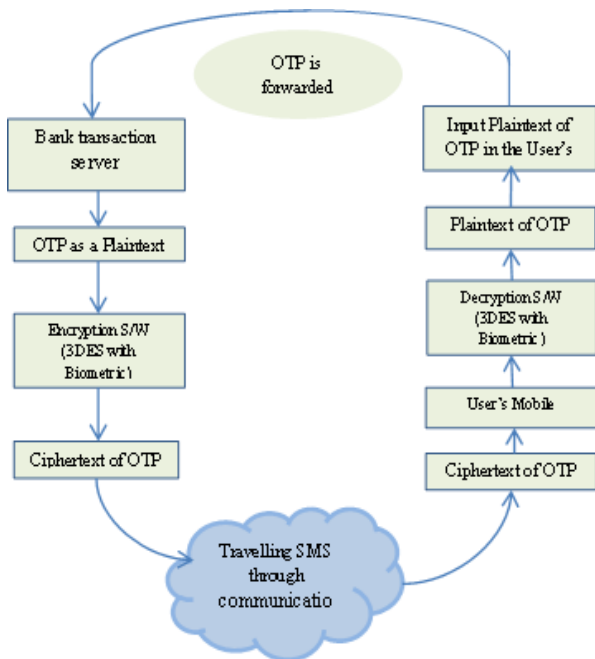 OTP is
forwarded
Bank transaction
server
OTP as a Plaintext
Encryption S/W
(3DES with
Biometric)
Ciphertext of OTP
Travelling SMS
through
communicatio
Ciphertext of OTP
User's Mobile
Decryption S/W
(3DES with
Biometric)
Plaintext of OTP
Input Plaintext of
OTP in the User's